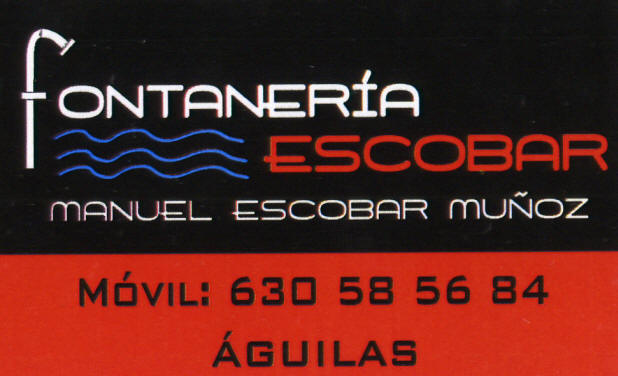 fONTANERÍA
ESCOBAR
MANUEL ESCOBAR MUÑOZ
MÓVIL: 630 58 56 84
ÁGUILAS